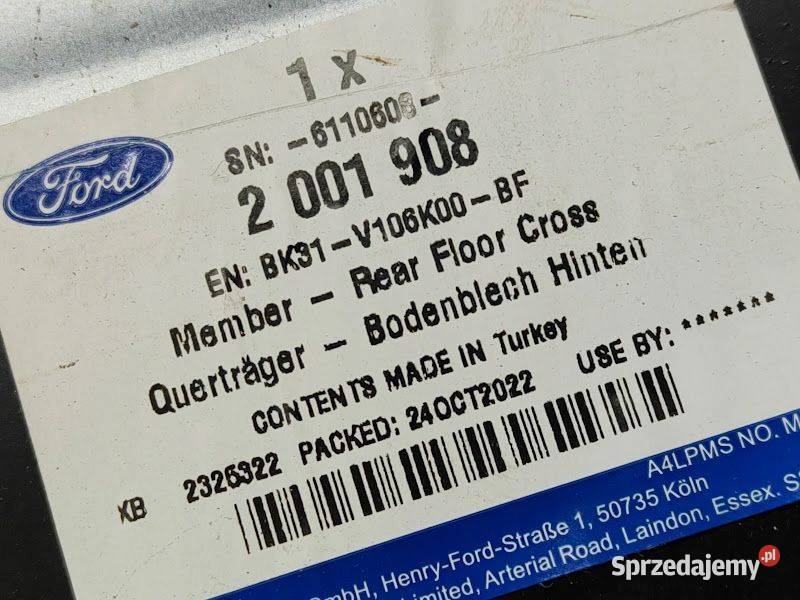 1 x
SN: -6110608-
Ford
2 001 908
EN: BK31-V106K00-BF
Member - Rear Floor Cross
Querträger - Bodenblech Hinten
CONTENTS MADE IN Turkey
KB 2326322 PACKED: 24OCT2022 USE BY: *******
A4LPMS NO. M
GmbH, Henry-Ford-Straße 1, 50735 Köln
Limited, Arterial Road, Laindon, Essex. S
Sprzedajemy.pl